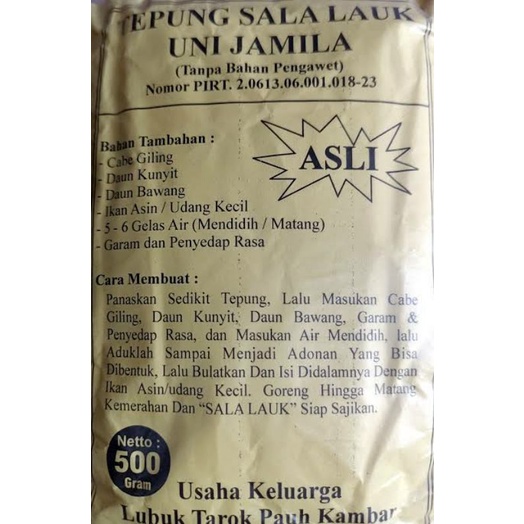 TEPUNG SALA LAUK
UNI JAMILA
(Tanpa Bahan Pengawet)
Nomor PIRT. 2.0613.06.001.018-23
Bahan Tambahan :
- Cabe Giling
- Daun Kunyit
- Daun Bawang
- Ikan Asin / Udang Kecil
- 5 - 6 Gelas Air (Mendidih / Matang)
- Garam dan Penyedap Rasa
ASLI
Cara Membuat :
Panaskan Sedikit Tepung, Lalu Masukan Cabe
Giling, Daun Kunyit, Daun Bawang, Garam &
Penyedap Rasa, dan Masukan Air Mendidih, lalu
Aduklah Sampai Menjadi Adonan Yang Bisa
Dibentuk, Lalu Bulatkan Dan Isi Didalamnya Dengan
Ikan Asin/udang Kecil. Goreng Hingga Matang
Kemerahan Dan “SALA LAUK” Siap Sajikan.
Netto :
500
Gram
Usaha Keluarga
Lubuk Tarok Pauh Kambar